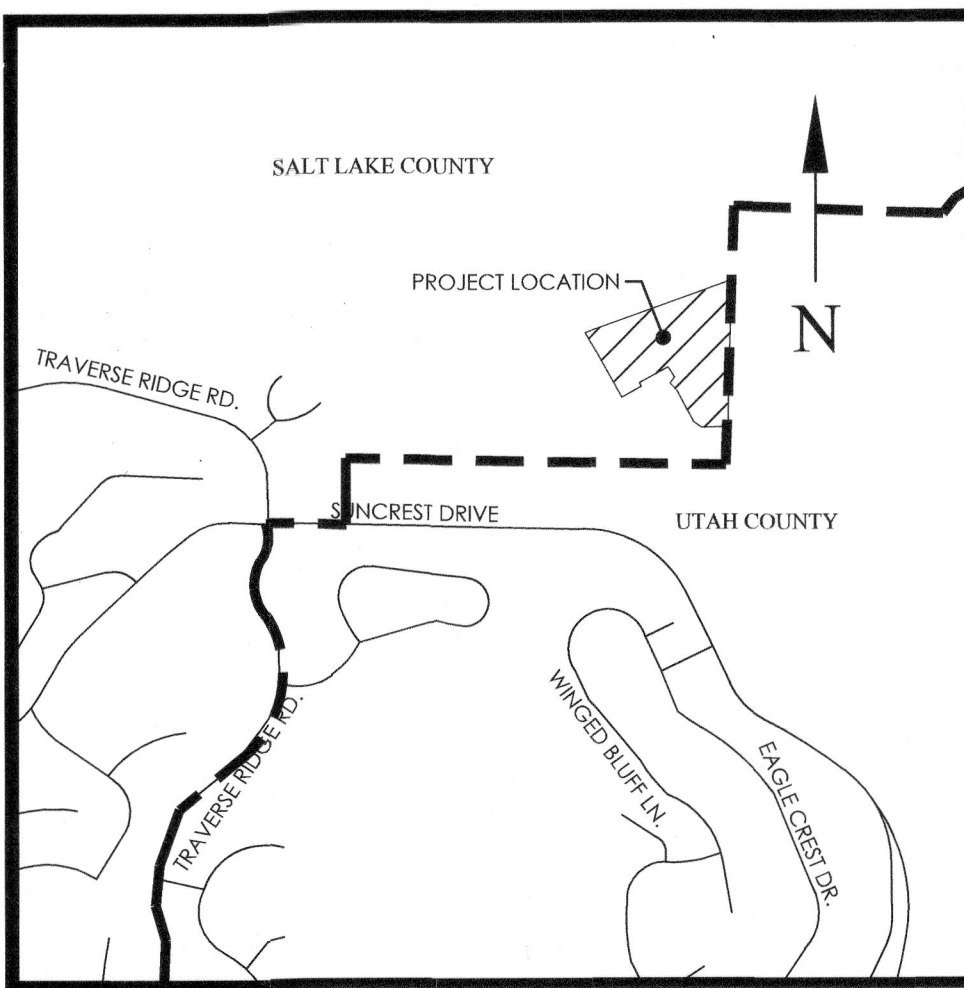 SALT LAKE COUNTY
PROJECT LOCATION
N
TRAVERSE RIDGE RD.
SUNCREST DRIVE
UTAH COUNTY
TRAVERSE RIDGE RD.
WINGED BLUFF LN.
EAGLE CREST DR.